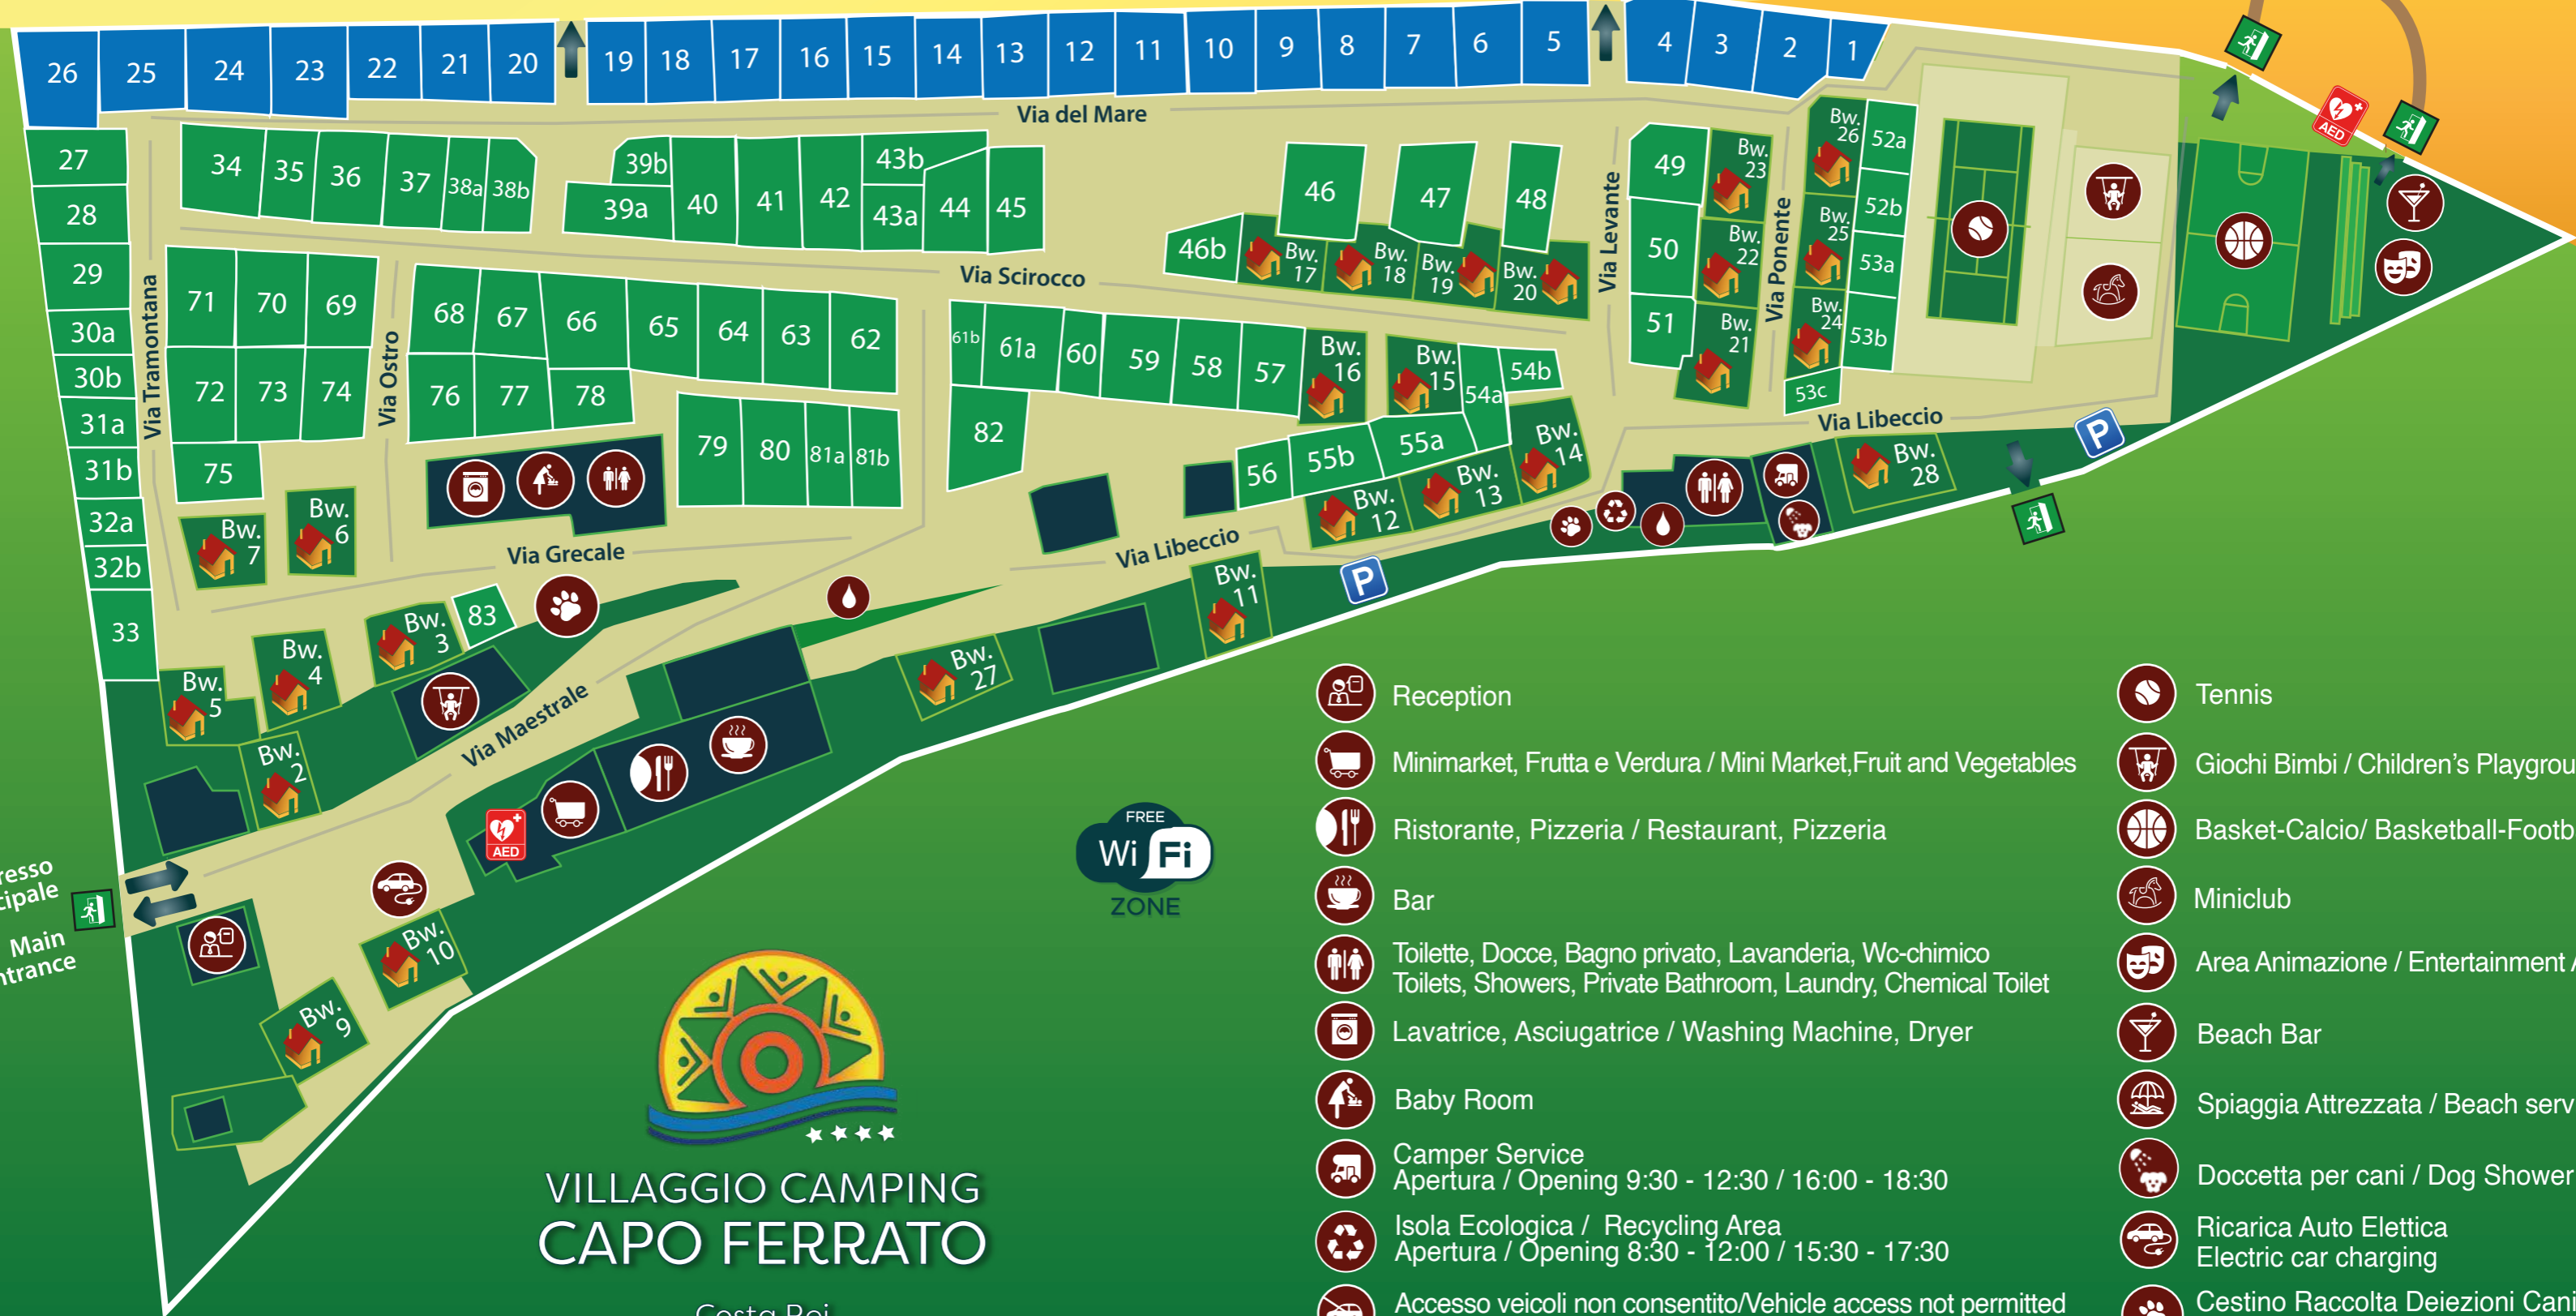 26 25 24 23 22 21 20 19 18 17 16 15 14 13 12 11 10 9 8 7 6 5 4 3 2 1
Via del Mare
27
28
29
30a
30b
31a
31b
32a
32b
33
34 35 36 37 38a 38b
39b
39a
40 41 42
43b
43a
44 45
46 47 48
46b
Bw. 17
Bw. 18
Bw. 19
Bw. 20
Via Levante
49
50
51
Bw. 23
Bw. 22
Bw. 21
Via Ponente
Bw. 26
Bw. 25
Bw. 24
52a
52b
53a
53b
53c
AED
Via Scirocco
Via Tramontana
71 70 69
72 73 74
75
Via Ostro
68 67 66 65 64 63 62
76 77 78
79 80 81a 81b
61b 61a 60 59 58 57
Bw. 16
Bw. 15
54a
54b
82
56 55b 55a
Bw. 14
Bw. 13
Bw. 12
Via Libeccio
P
Bw. 28
Bw. 7
Bw. 6
Via Grecale
Via Libeccio
Bw. 11
P
Bw. 5
Bw. 4
Bw. 3
83
Bw. 2
Via Maestrale
Bw. 27
AED
cipale
Main
Bw. 10
Bw. 9
FREE
Wi Fi
ZONE
VILLAGGIO CAMPING
CAPO FERRATO
Reception
Minimarket, Frutta e Verdura / Mini Market,Fruit and Vegetables
Ristorante, Pizzeria / Restaurant, Pizzeria
Bar
Toilette, Docce, Bagno privato, Lavanderia, Wc-chimico
Toilets, Showers, Private Bathroom, Laundry, Chemical Toilet
Lavatrice, Asciugatrice / Washing Machine, Dryer
Baby Room
Camper Service
Apertura / Opening 9:30 - 12:30 / 16:00 - 18:30
Isola Ecologica / Recycling Area
Apertura / Opening 8:30 - 12:00 / 15:30 - 17:30
Accesso veicoli non consentito/Vehicle access not permitted
Tennis
Giochi Bimbi / Children's Playgrou
Basket-Calcio/ Basketball-Footb
Miniclub
Area Animazione / Entertainment
Beach Bar
Spiaggia Attrezzata / Beach serv
Doccetta per cani / Dog Shower
Ricarica Auto Elettica
Electric car charging
Cestino Raccolta Deiezioni Can